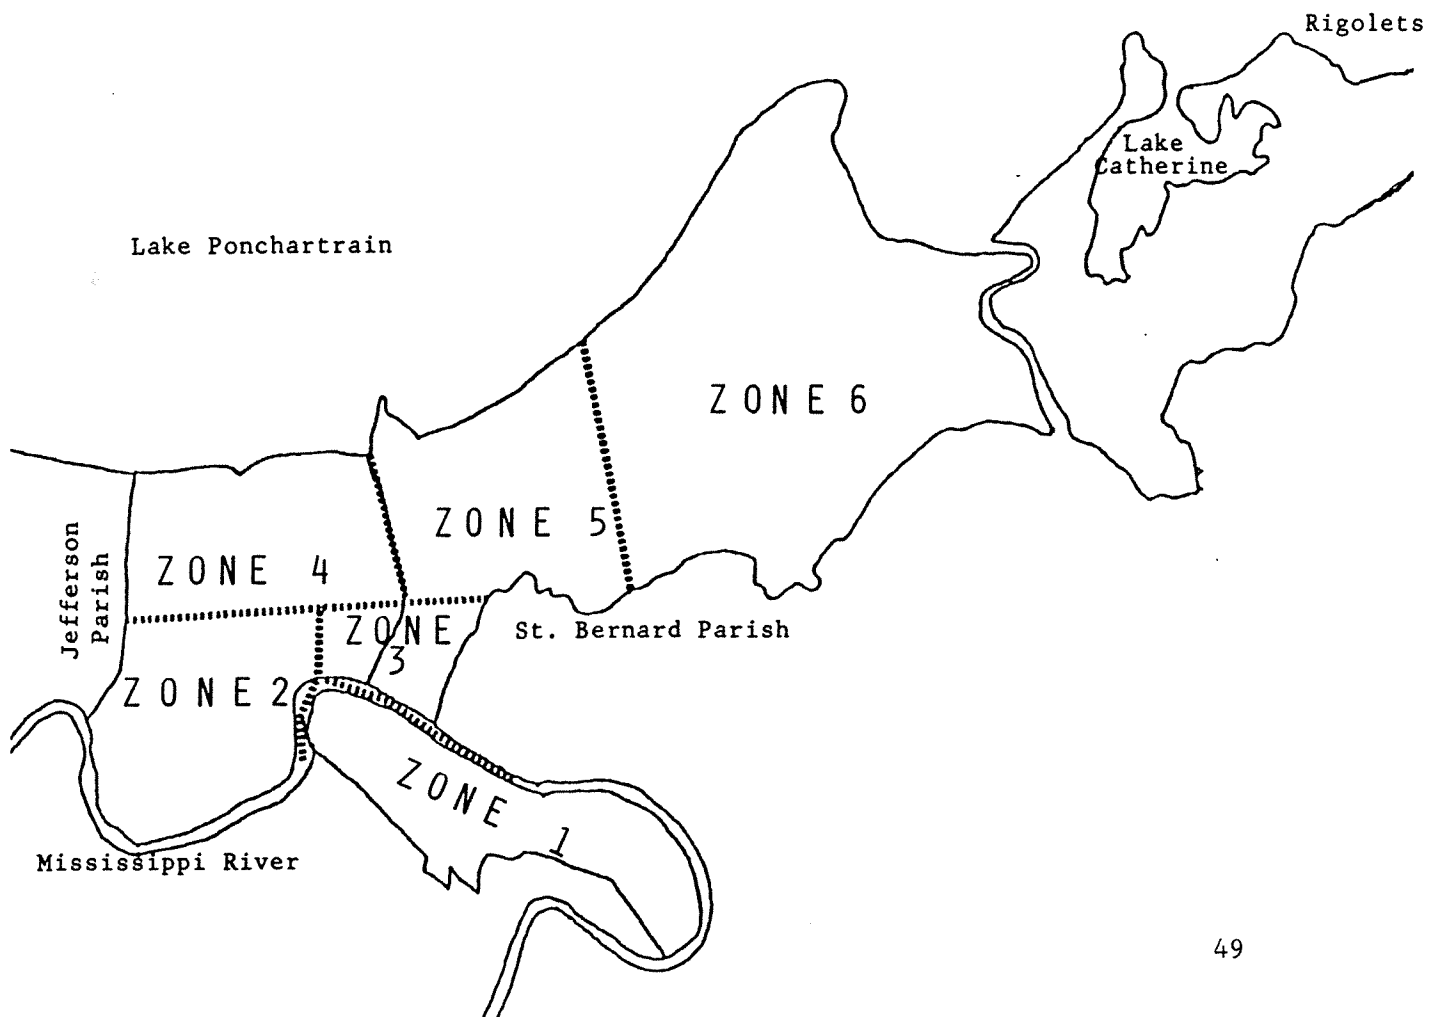 Rigolets
Lake
Catherine
Lake Ponchartrain
ZONE 6
ZONE 5
Jefferson
Parish
ZONE 4
ZONE
3
St. Bernard Parish
ZONE 2
ZONE 1
Mississippi River
49